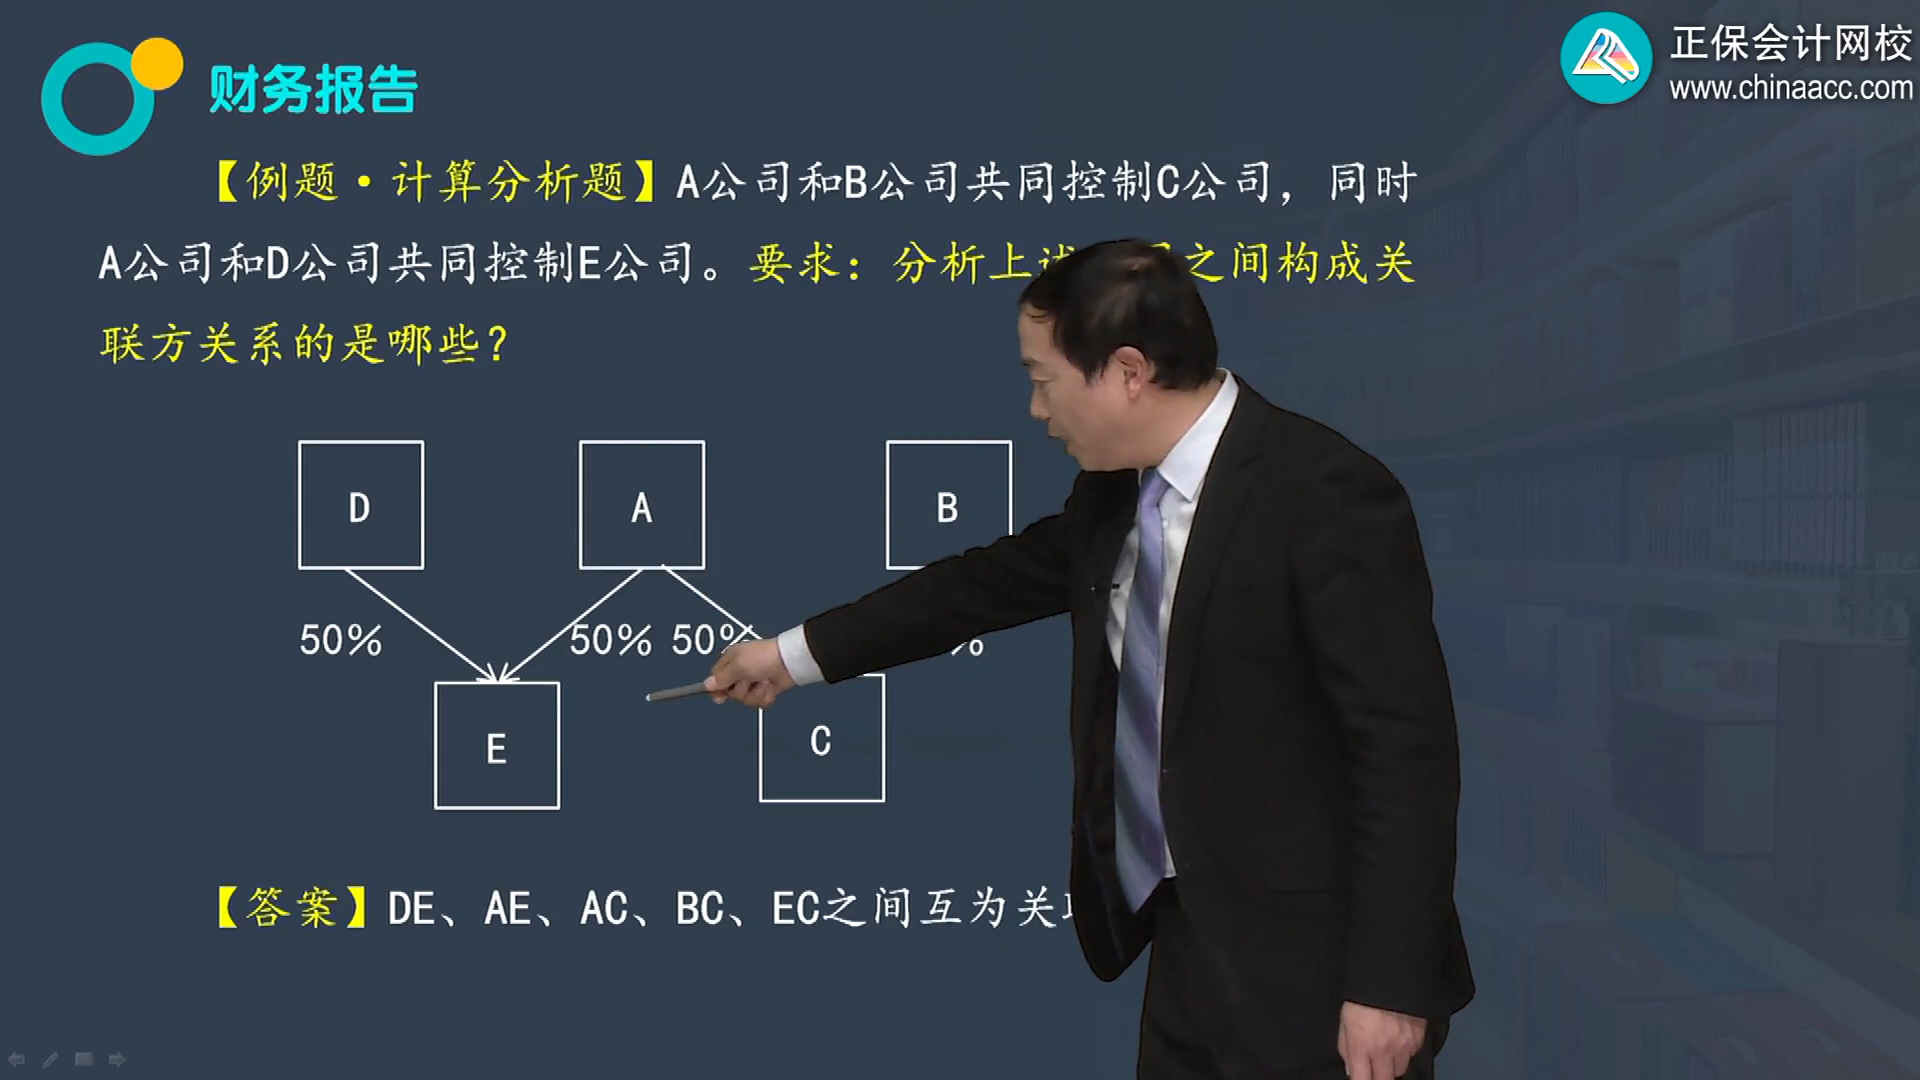 正保会计网校
www.chinaacc.com
财务报告
【例题·计算分析题】A公司和B公司共同控制C公司，同时
A公司和D公司共同控制E公司。要求：分析上述 之间构成关
联方关系的是哪些？
D
A
B
50%
50%
50%
%
E
C
【答案】DE、AE、AC、BC、EC之间互为关